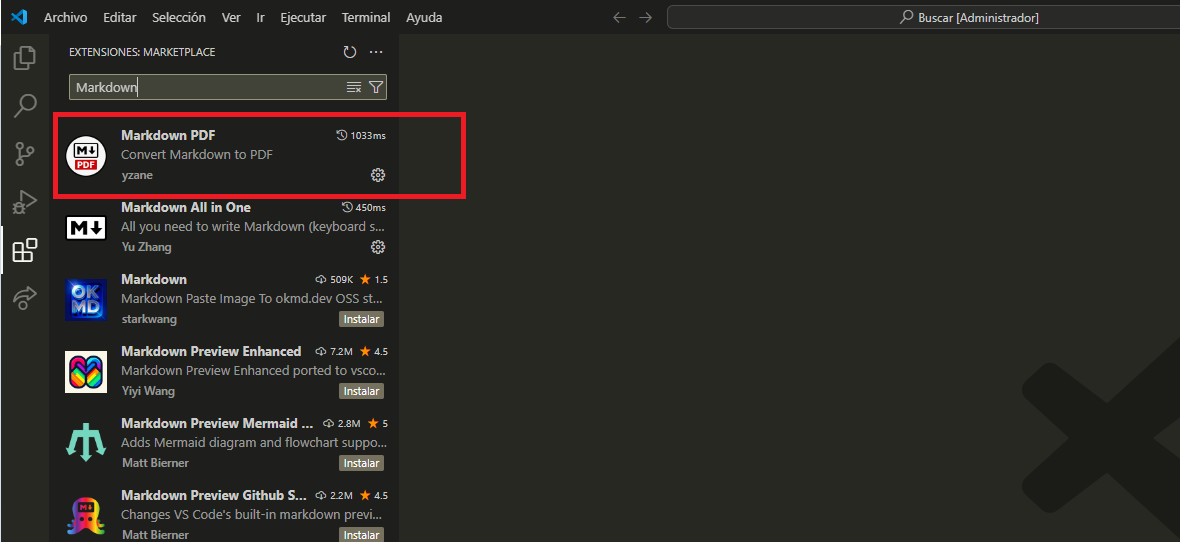 Archivo Editar Selección Ver Ir Ejecutar Terminal Ayuda
Buscar [Administrador]
EXTENSIONES: MARKETPLACE
Markdown
Markdown PDF 1033ms
Convert Markdown to PDF
yzane
M PDF
Markdown All in One 450ms
All you need to write Markdown (keyboard s...
Yu Zhang
M
Markdown 509K 1.5
Markdown Paste Image To okmd.dev OSS st...
starkwang Instalar
OK
MD
Markdown Preview Enhanced 7.2M 4.5
Markdown Preview Enhanced ported to vsco...
Yiyi Wang Instalar
Markdown Preview Mermaid ... 2.8M 5
Adds Mermaid diagram and flowchart suppo...
Matt Bierner Instalar
Markdown Preview Github S... 2.2M 4.5
Changes VS Code's built-in markdown previ...
Matt Bierner Instalar
M